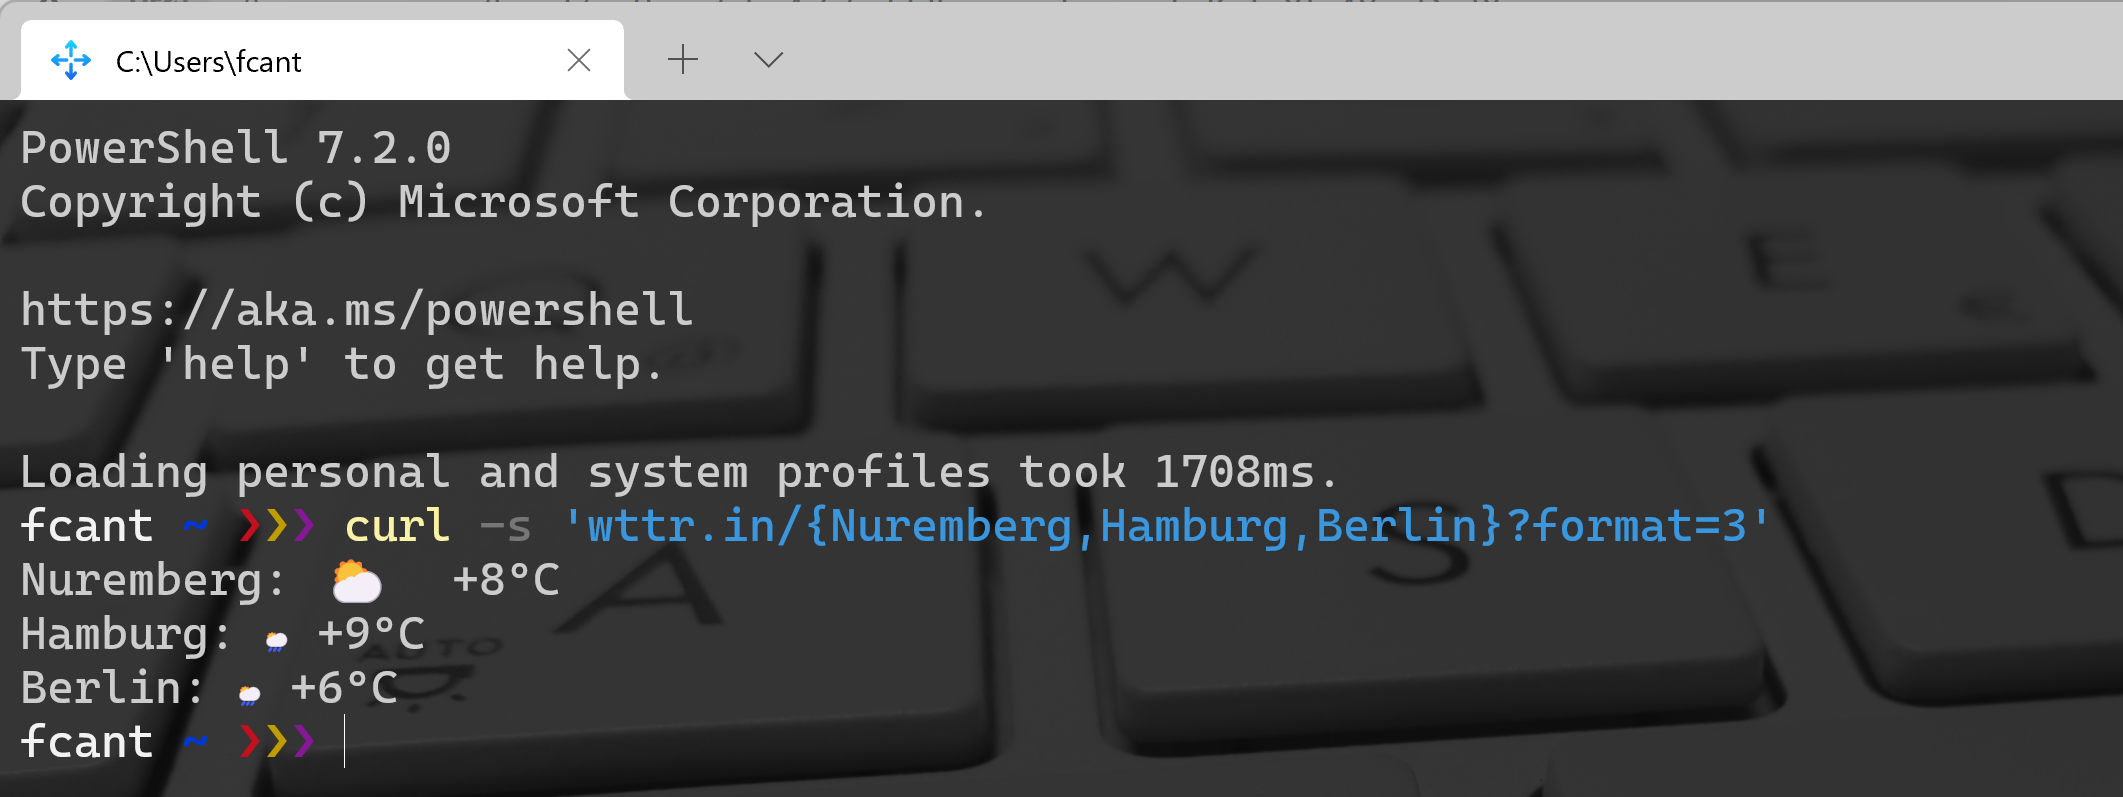 C:\Users\fcant
PowerShell 7.2.0
Copyright (c) Microsoft Corporation.
https://aka.ms/powershell
Type 'help' to get help.
Loading personal and system profiles took 1708ms.
fcant ~ ❯❯❯ curl -s 'wttr.in/{Nuremberg,Hamburg,Berlin}?format=3'
Nuremberg: 🌥 +8°C
Hamburg: 🌦 +9°C
Berlin: 🌦 +6°C
fcant ~ ❯❯❯
Q
W
E
€
A
S
D
AUTO